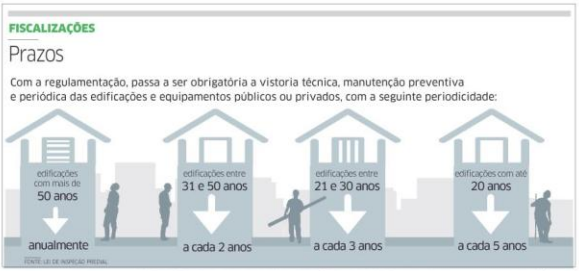 FISCALIZAÇÕES
Prazos
Com a regulamentação, passa a ser obrigatória a vistoria técnica, manutenção preventiva
e periódica das edificações e equipamentos públicos ou privados, com a seguinte periodicidade:
edificações
com mais de
50 anos
anualmente
edificações entre
31 e 50 anos
a cada 2 anos
edificações entre
21 e 30 anos
a cada 3 anos
edificações com até
20 anos
a cada 5 anos
FONTE: LEI DE INSPEÇÃO PREDIAL